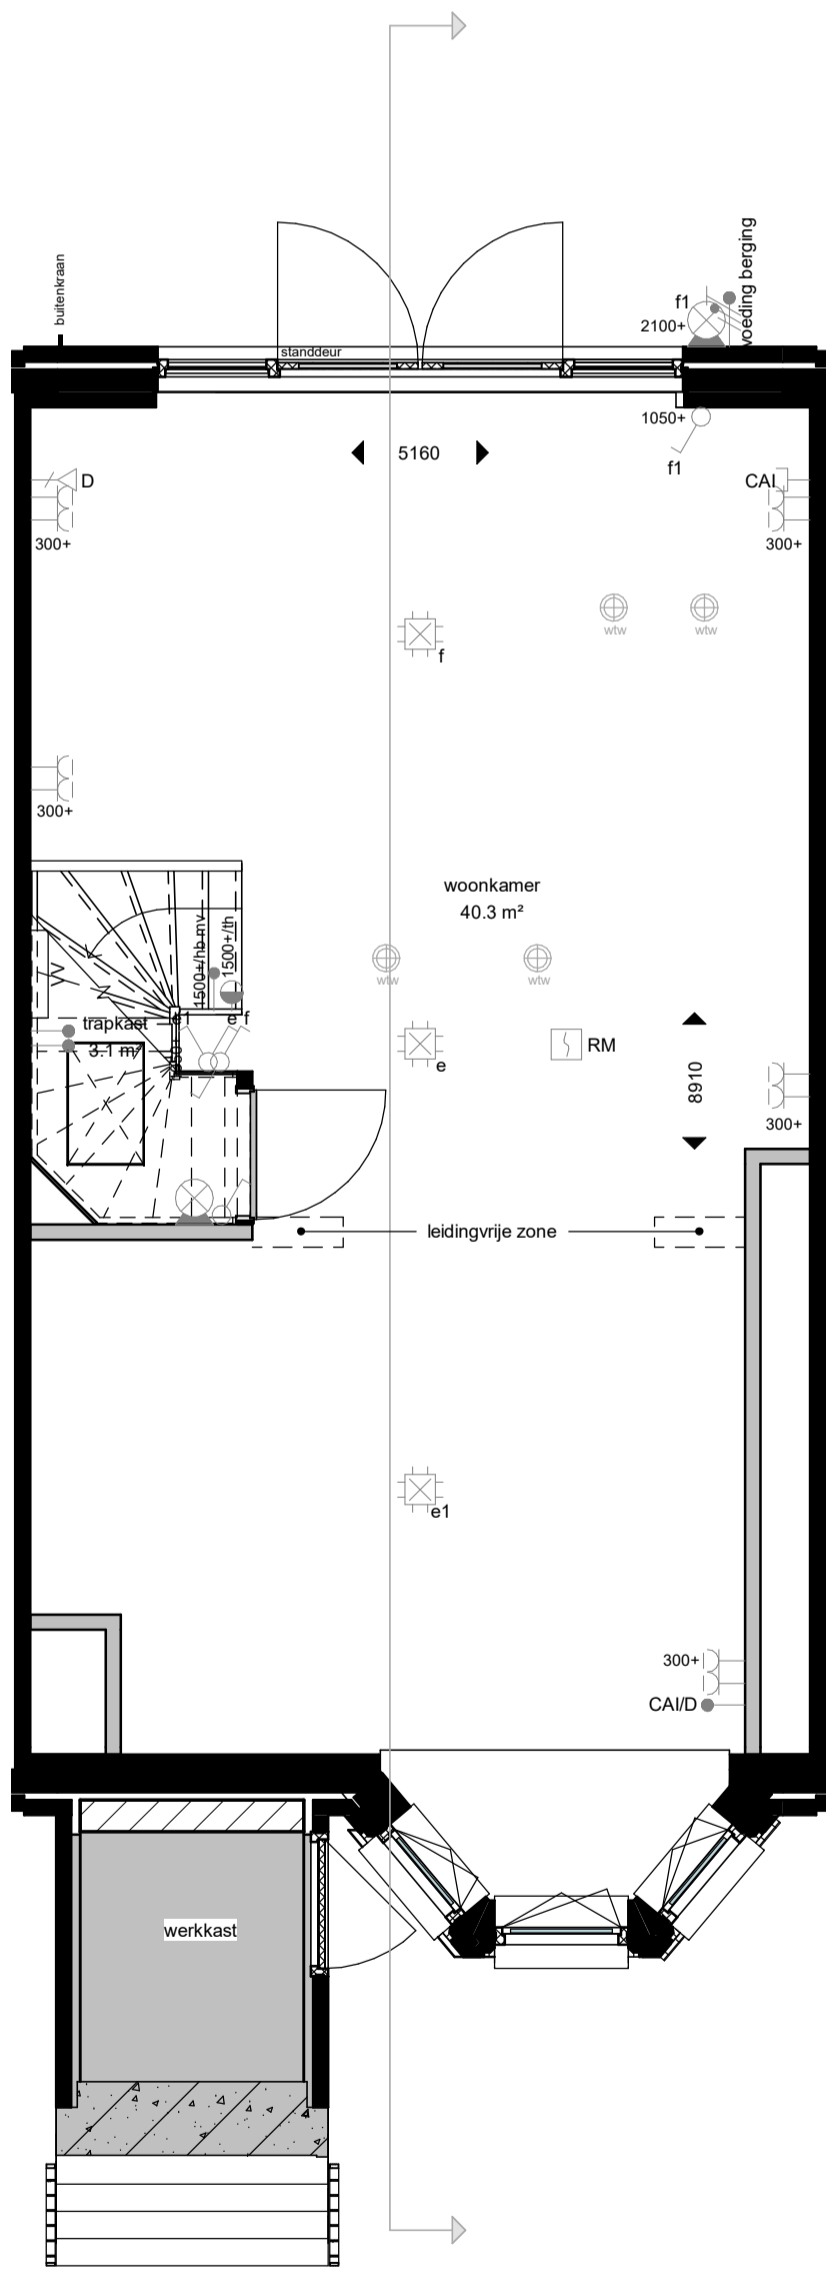 buitenkraan
voeding berging
f1
2100+
standdeur
1050+
f1
5160
D
CAI
300+
300+
wtw
wtw
f
300+
woonkamer
40.3 m²
1500+/hb mv
1500+/th
wtw
wtw
trapkast
3.1 m²
e1
e f
e
RM
8910
300+
leidingvrije zone
e1
300+
CAI/D
werkkast